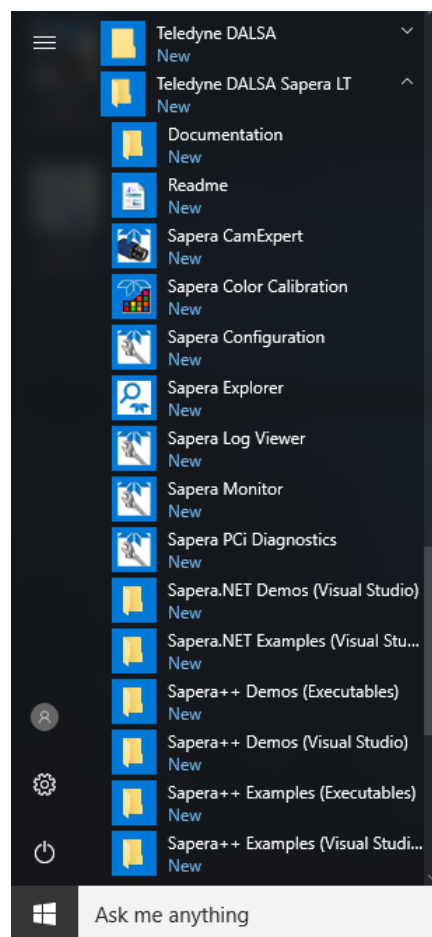 Teledyne DALSA
New
Teledyne DALSA Sapera LT
New
Documentation
New
Readme
New
Sapera CamExpert
New
Sapera Color Calibration
New
Sapera Configuration
New
Sapera Explorer
New
Sapera Log Viewer
New
Sapera Monitor
New
Sapera PCi Diagnostics
New
Sapera.NET Demos (Visual Studio)
New
Sapera.NET Examples (Visual Stu...
New
Sapera++ Demos (Executables)
New
Sapera++ Demos (Visual Studio)
New
Sapera++ Examples (Executables)
New
Sapera++ Examples (Visual Studi...
New
Ask me anything